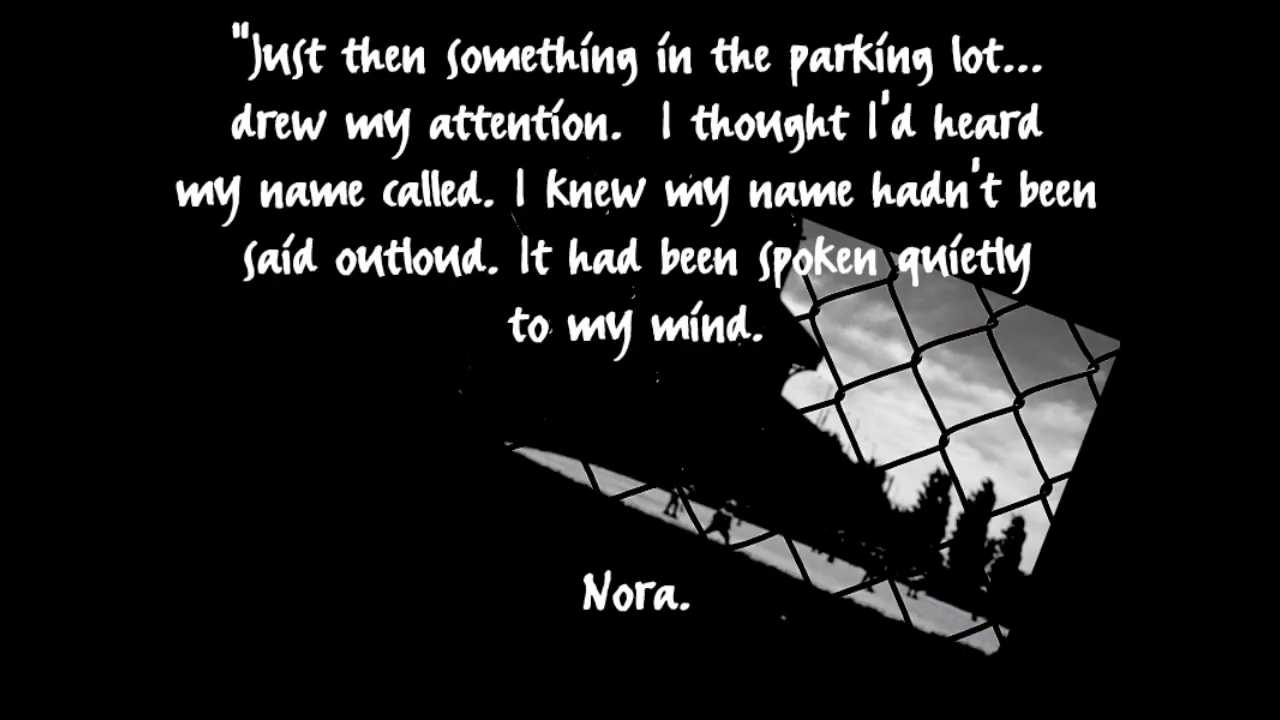 "Just then something in the parking lot...
drew my attention. I thought I'd heard
my name called. I knew my name hadn't been
said outloud. It had been spoken quietly
to my mind.
Nora.